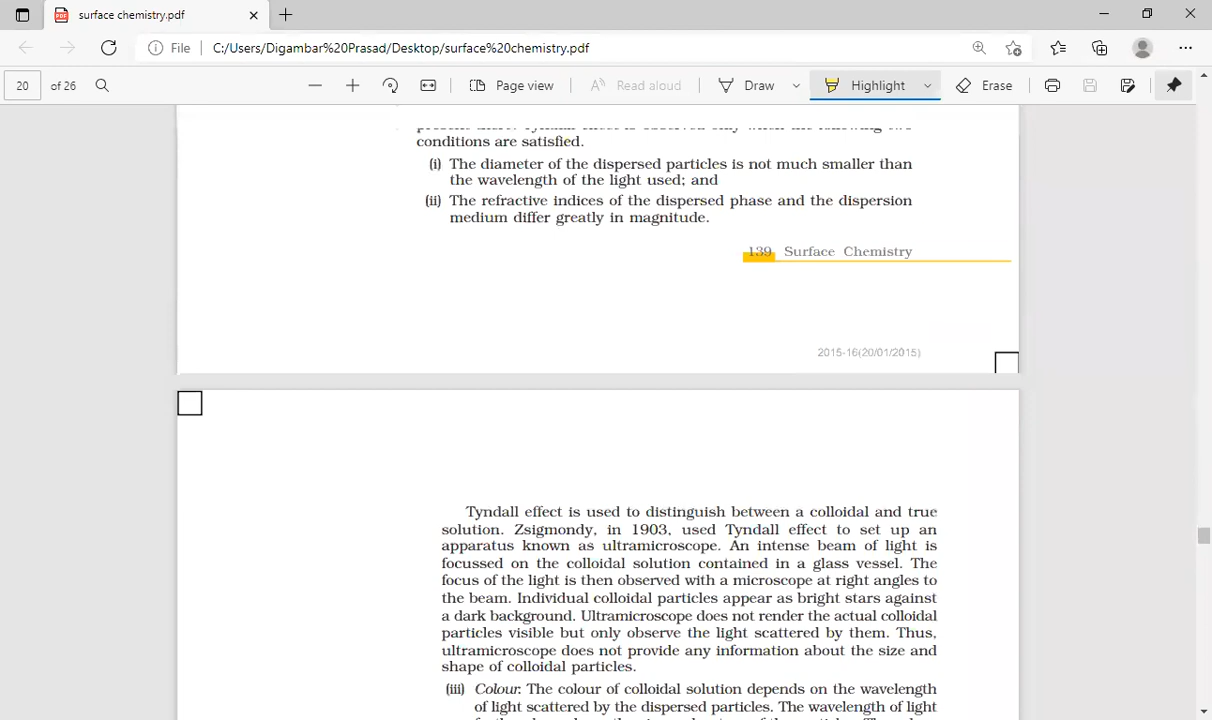 surface chemistry.pdf
File
C:/Users/Digambar%20Prasad/Desktop/surface%20chemistry.pdf
20 of 26
Page view
Read aloud
Draw
Highlight
Erase
conditions are satisfied.
(i) The diameter of the dispersed particles is not much smaller than
the wavelength of the light used; and
(ii) The refractive indices of the dispersed phase and the dispersion
medium differ greatly in magnitude.
139 Surface Chemistry
2015-16(20/01/2015)
Tyndall effect is used to distinguish between a colloidal and true
solution. Zsigmondy, in 1903, used Tyndall effect to set up an
apparatus known as ultramicroscope. An intense beam of light is
focussed on the colloidal solution contained in a glass vessel. The
focus of the light is then observed with a microscope at right angles to
the beam. Individual colloidal particles appear as bright stars against
a dark background. Ultramicroscope does not render the actual colloidal
particles visible but only observe the light scattered by them. Thus,
ultramicroscope does not provide any information about the size and
shape of colloidal particles.
(iii) Colour: The colour of colloidal solution depends on the wavelength
of light scattered by the dispersed particles. The wavelength of light